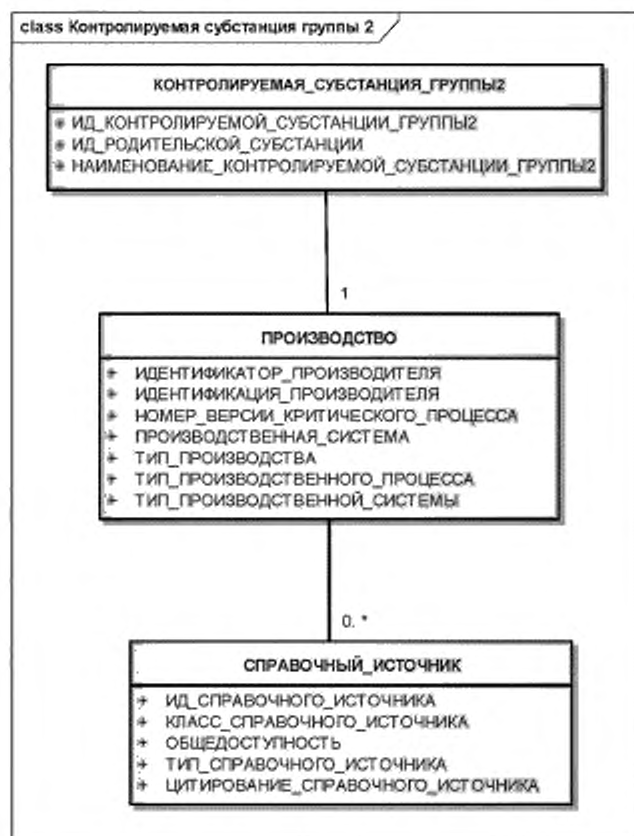 class Контролируемая субстанция группы 2
КОНТРОЛИРУЕМАЯ_СУБСТАНЦИЯ_ГРУППЫ2
+ ИД_КОНТРОЛИРУЕМОЙ_СУБСТАНЦИИ_ГРУППЫ2
+ ИД_РОДИТЕЛЬСКОЙ_СУБСТАНЦИИ
+ НАИМЕНОВАНИЕ_КОНТРОЛИРУЕМОЙ_СУБСТАНЦИИ_ГРУППЫ2
1
ПРОИЗВОДСТВО
+ ИДЕНТИФИКАТОР_ПРОИЗВОДИТЕЛЯ
+ ИДЕНТИФИКАЦИЯ_ПРОИЗВОДИТЕЛЯ
+ НОМЕР_ВЕРСИИ_КРИТИЧЕСКОГО_ПРОЦЕССА
+ ПРОИЗВОДСТВЕННАЯ_СИСТЕМА
+ ТИП_ПРОИЗВОДСТВА
+ ТИП_ПРОИЗВОДСТВЕННОГО_ПРОЦЕССА
+ ТИП_ПРОИЗВОДСТВЕННОЙ_СИСТЕМЫ
0. *
СПРАВОЧНЫЙ_ИСТОЧНИК
+ ИД_СПРАВОЧНОГО_ИСТОЧНИКА
+ КЛАСС_СПРАВОЧНОГО_ИСТОЧНИКА
+ ОБЩЕДОСТУПНОСТЬ
+ ТИП_СПРАВОЧНОГО_ИСТОЧНИКА
+ ЦИТИРОВАНИЕ_СПРАВОЧНОГО_ИСТОЧНИКА